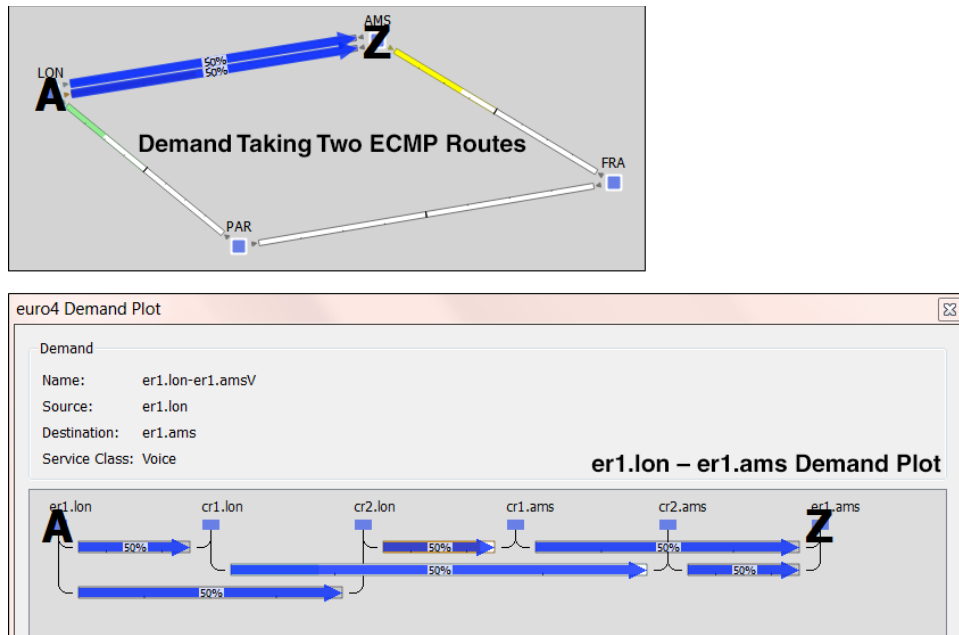 AMS
Z
50%
50%
LON
A
Demand Taking Two ECMP Routes
FRA
PAR
euro4 Demand Plot
Demand
Name: er1.lon-er1.amsV
Source: er1.lon
Destination: er1.ams
Service Class: Voice
er1.lon – er1.ams Demand Plot
er1.lon cr1.lon cr2.lon cr1.ams cr2.ams er1.ams
A Z
50% 50% 50%
50% 50%
50%